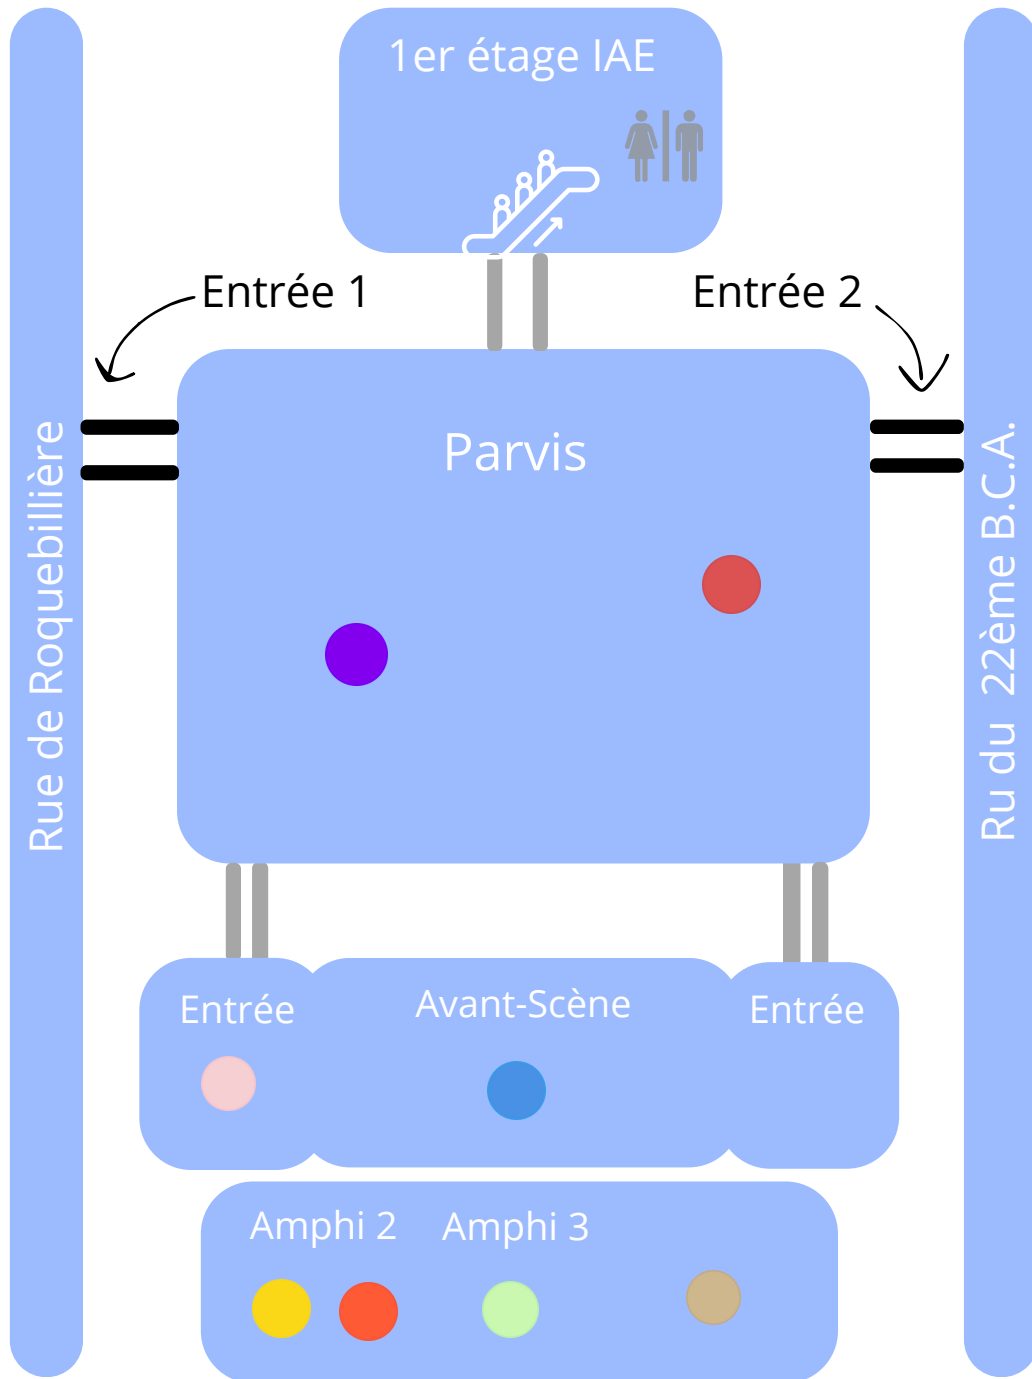 1er étage IAE
Entrée 1
Entrée 2
Parvis
Rue de Roquebillière
Ru du 22ème B.C.A.
Entrée
Avant-Scène
Entrée
Amphi 2
Amphi 3